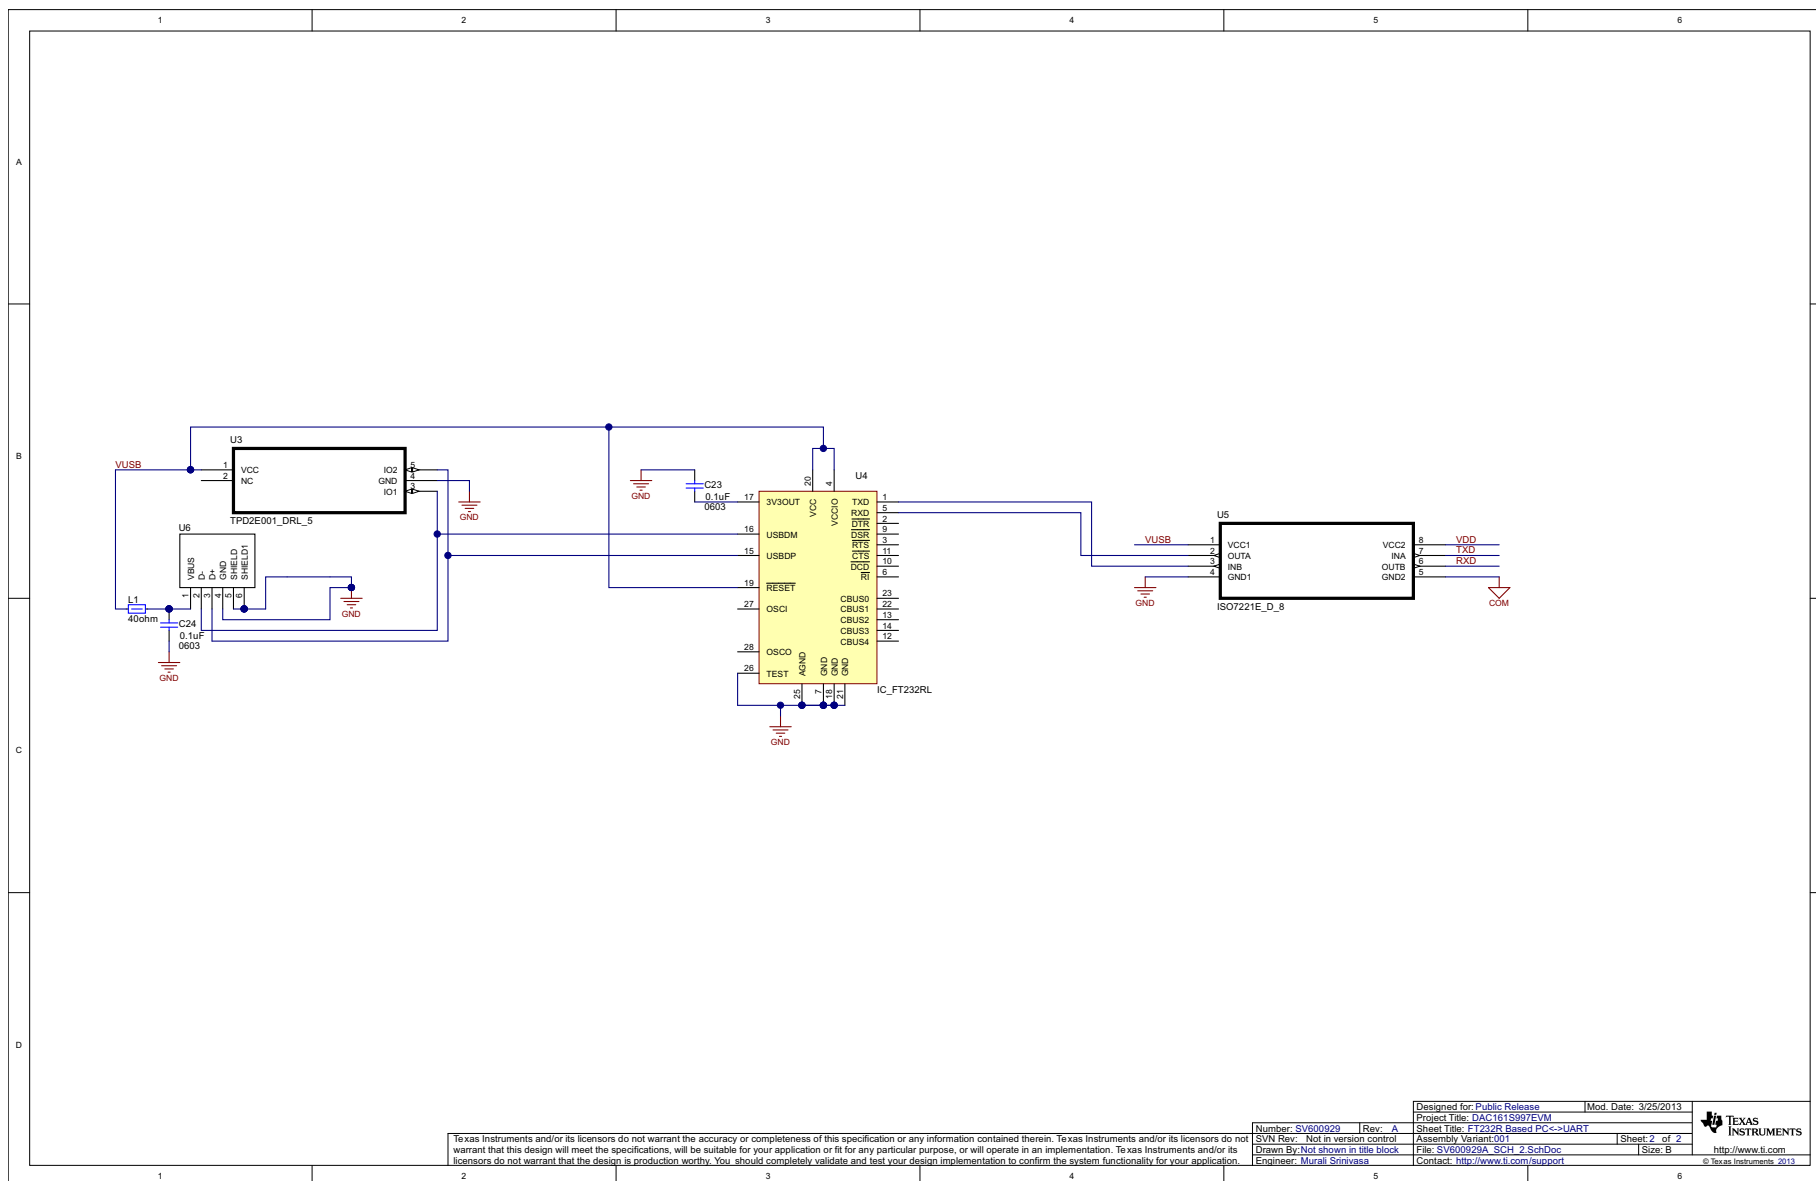 1 2 3 4 5 6
A
B
C
D
U3
VUSB
1 VCC
2 NC
IO2 5
GND 4
IO1 3
GND
TPD2E001_DRL_5
U6
VBUS
D-
D+
GND
SHIELD
SHIELD1
1
2
3
4
5
6
GND
L1
40ohm
C24
0.1uF
0603
GND
GND
C23
0.1uF
0603
U4
20
4
VCC
VCCIO
17 3V3OUT
16 USBDM
15 USBDP
19 RESET
27 OSCI
28 OSCO
26 TEST
TXD 1
RXD 5
DTR 2
DSR 9
RTS 3
CTS 11
DCD 10
RI 6
CBUS0 23
CBUS1 22
CBUS2 13
CBUS3 14
CBUS4 12
AGND
GND
GND
GND
25
7
18
21
IC_FT232RL
GND
U5
VUSB 1 VCC1
2 OUTA
3 INB
4 GND1
GND
VCC2 8 VDD
INA 7 TXD
OUTB 6 RXD
GND2 5
COM
ISO7221E_D_8
Texas Instruments and/or its licensors do not warrant the accuracy or completeness of this specification or any information contained therein. Texas Instruments and/or its licensors do not
warrant that this design will meet the specifications, will be suitable for your application or fit for any particular purpose, or will operate in an implementation. Texas Instruments and/or its
licensors do not warrant that the design is production worthy. You should completely validate and test your design implementation to confirm the system functionality for your application.
Number: SV600929 Rev: A
SVN Rev: Not in version control
Drawn By: Not shown in title block
Engineer: Murali Srinivasa
Designed for: Public Release Mod. Date: 3/25/2013
Project Title: DAC161S997EVM
Sheet Title: FT232R Based PC<->UART
Assembly Variant: 001 Sheet: 2 of 2
File: SV600929A_SCH_2.SchDoc Size: B
Contact: http://www.ti.com/support
TEXAS
INSTRUMENTS
http://www.ti.com
© Texas Instruments 2013
1 2 3 4 5 6